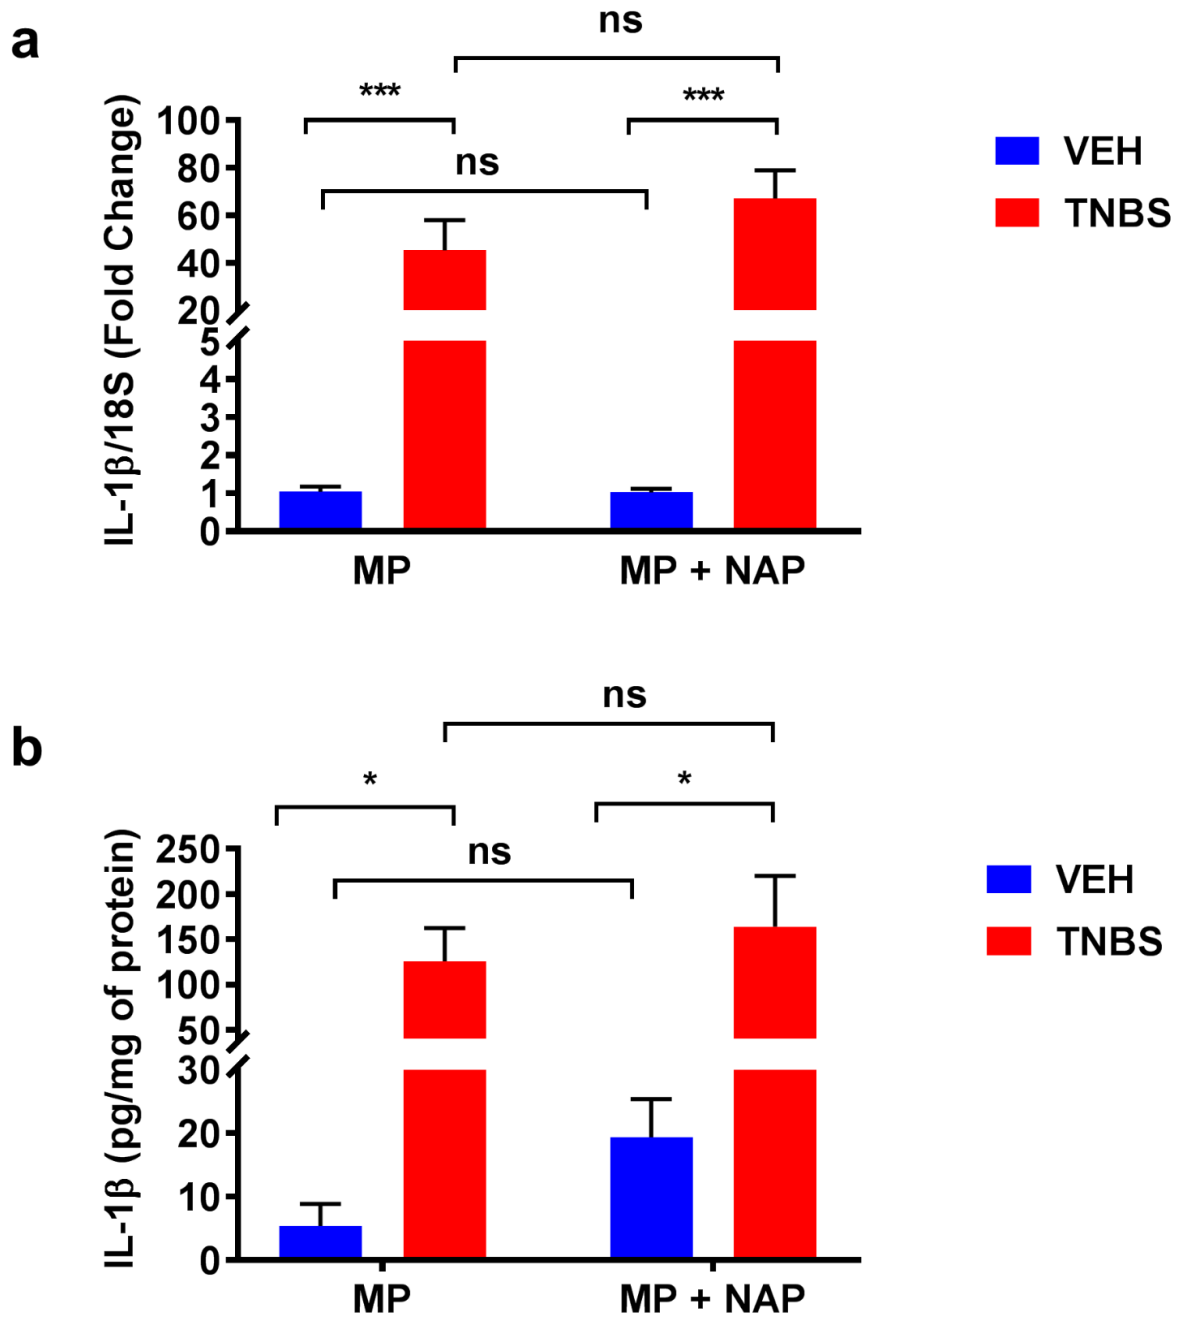 a
ns
***
***
ns
IL-1β/18S (Fold Change)
100
80
60
40
20
5
4
3
2
1
0
MP
MP + NAP
VEH
TNBS
b
ns
*
*
ns
IL-1β (pg/mg of protein)
250
200
150
100
50
30
20
10
0
MP
MP + NAP
VEH
TNBS